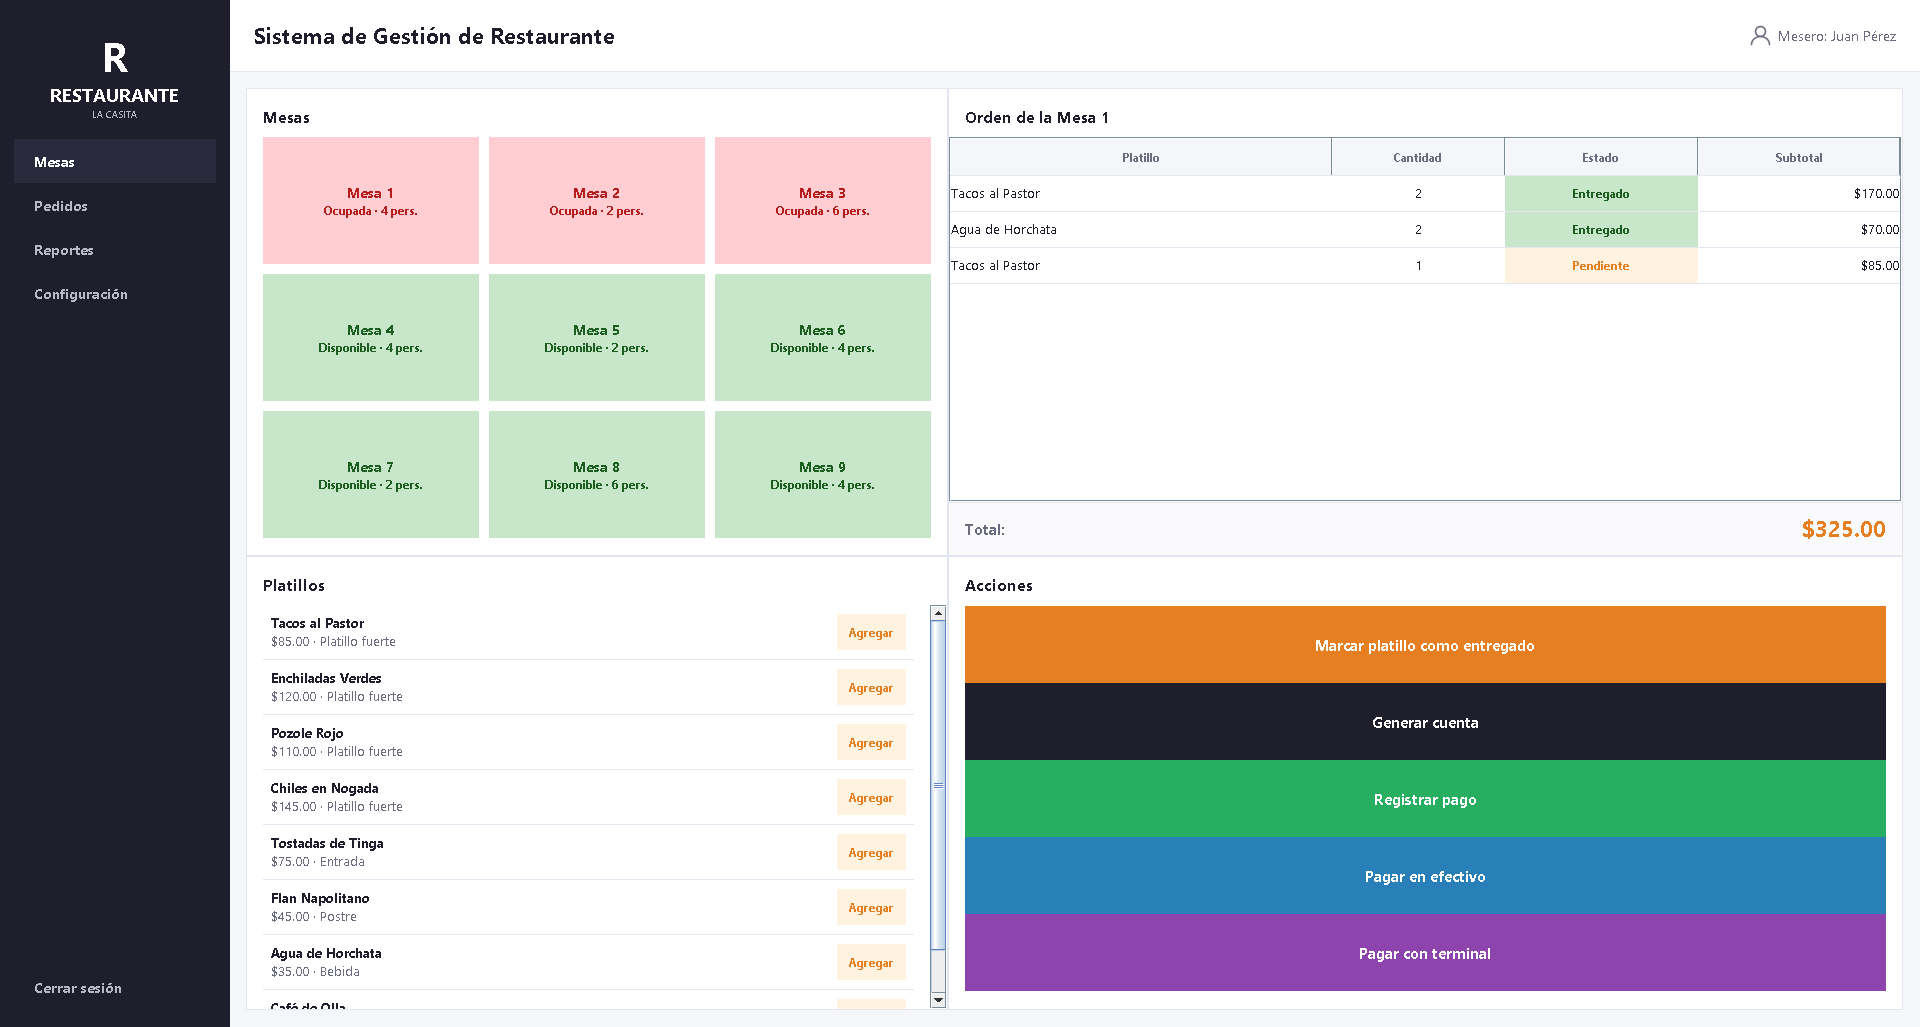 R
RESTAURANTE
LA CASITA
Mesas
Pedidos
Reportes
Configuración
Cerrar sesión
Sistema de Gestión de Restaurante
Mesero: Juan Pérez
Mesas
Mesa 1
Ocupada · 4 pers.
Mesa 2
Ocupada · 2 pers.
Mesa 3
Ocupada · 6 pers.
Mesa 4
Disponible · 4 pers.
Mesa 5
Disponible · 2 pers.
Mesa 6
Disponible · 4 pers.
Mesa 7
Disponible · 2 pers.
Mesa 8
Disponible · 6 pers.
Mesa 9
Disponible · 4 pers.
Orden de la Mesa 1
Platillo Cantidad Estado Subtotal
Tacos al Pastor 2 Entregado $170.00
Agua de Horchata 2 Entregado $70.00
Tacos al Pastor 1 Pendiente $85.00
Total: $325.00
Platillos
Tacos al Pastor
$85.00 · Platillo fuerte
Agregar
Enchiladas Verdes
$120.00 · Platillo fuerte
Agregar
Pozole Rojo
$110.00 · Platillo fuerte
Agregar
Chiles en Nogada
$145.00 · Platillo fuerte
Agregar
Tostadas de Tinga
$75.00 · Entrada
Agregar
Flan Napolitano
$45.00 · Postre
Agregar
Agua de Horchata
$35.00 · Bebida
Agregar
Café de Olla
Acciones
Marcar platillo como entregado
Generar cuenta
Registrar pago
Pagar en efectivo
Pagar con terminal